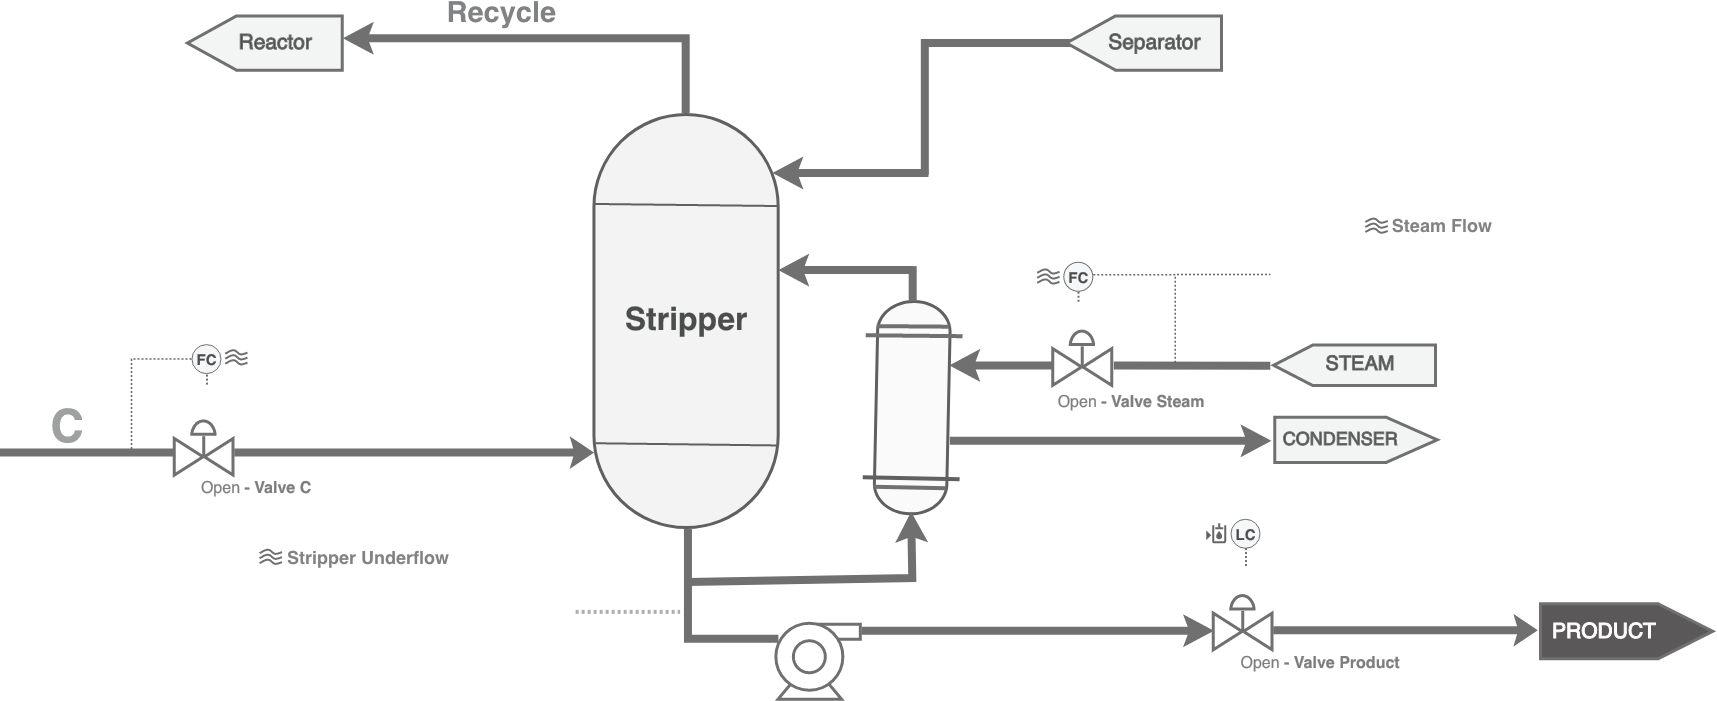 Recycle
Reactor
Separator
Steam Flow
FC
Stripper
FC
STEAM
Open - Valve Steam
C
CONDENSER
Open - Valve C
LC
Stripper Underflow
PRODUCT
Open - Valve Product